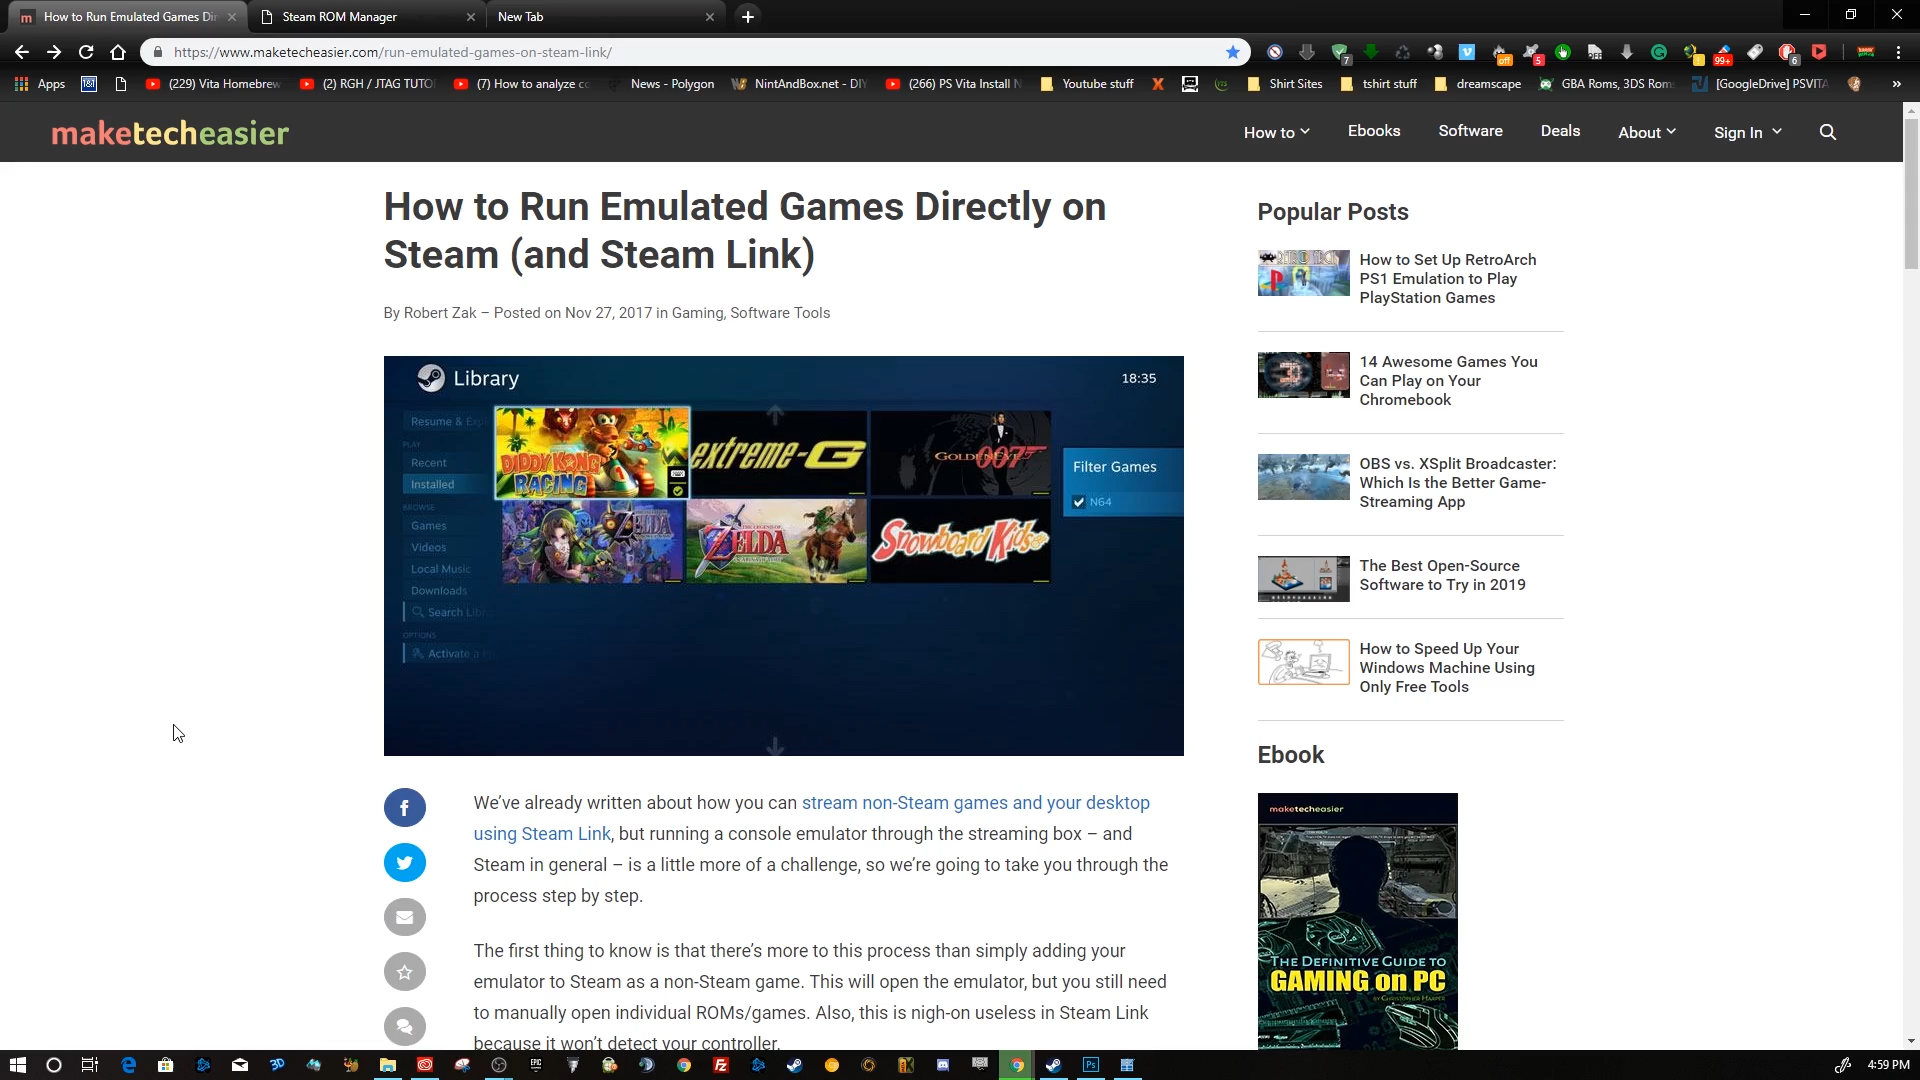 How to Run Emulated Games Dir
Steam ROM Manager
New Tab
https://www.maketecheasier.com/run-emulated-games-on-steam-link/
7
off
5
99+
6
Apps
(229) Vita Homebrew
(2) RGH / JTAG TUTO
(7) How to analyze cc
News - Polygon
NintAndBox.net - DIY
(266) PS Vita Install N
Youtube stuff
Shirt Sites
tshirt stuff
dreamscape
GBA Roms, 3DS Rom
[GoogleDrive] PSVITA
»
maketecheasier
How to
Ebooks
Software
Deals
About
Sign In
How to Run Emulated Games Directly on
Steam (and Steam Link)
By Robert Zak – Posted on Nov 27, 2017 in Gaming, Software Tools
Library
18:35
Resume & Exp
PLAY
Recent
Installed
BROWSE
Games
Videos
Local Music
Downloads
Search Lib
OPTIONS
Activate a
DIDDY KONG
RACING
extreme-G
GOLDENEYE 007
ZELDA
ZELDA
Snowboard Kids
Filter Games
N64
We've already written about how you can stream non-Steam games and your desktop
using Steam Link, but running a console emulator through the streaming box – and
Steam in general – is a little more of a challenge, so we're going to take you through the
process step by step.
The first thing to know is that there's more to this process than simply adding your
emulator to Steam as a non-Steam game. This will open the emulator, but you still need
to manually open individual ROMs/games. Also, this is nigh-on useless in Steam Link
because it won't detect your controller.
Popular Posts
How to Set Up RetroArch
PS1 Emulation to Play
PlayStation Games
14 Awesome Games You
Can Play on Your
Chromebook
OBS vs. XSplit Broadcaster:
Which Is the Better Game-
Streaming App
The Best Open-Source
Software to Try in 2019
How to Speed Up Your
Windows Machine Using
Only Free Tools
Ebook
maketecheasier
THE DEFINITIVE GUIDE TO
GAMING on PC
BY CHRISTOPHER HARPER
4:59 PM